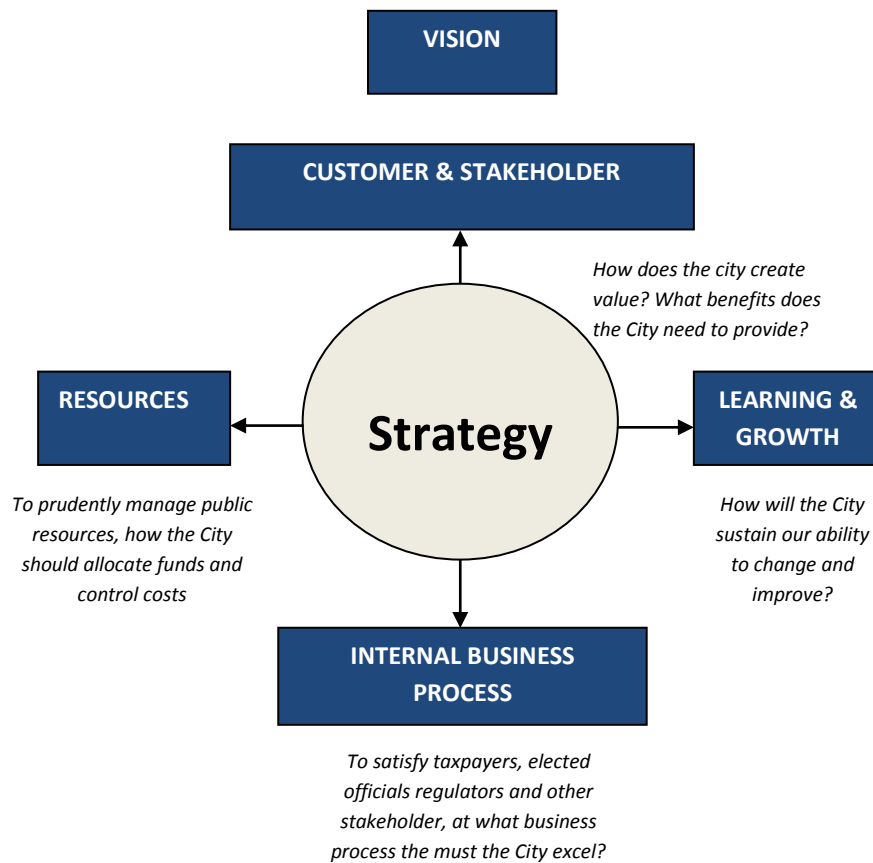 VISION
CUSTOMER & STAKEHOLDER
How does the city create
value? What benefits does
the City need to provide?
RESOURCES
Strategy
LEARNING &
GROWTH
To prudently manage public
resources, how the City
should allocate funds and
control costs
How will the City
sustain our ability
to change and
improve?
INTERNAL BUSINESS
PROCESS
To satisfy taxpayers, elected
officials regulators and other
stakeholder, at what business
process the must the City excel?